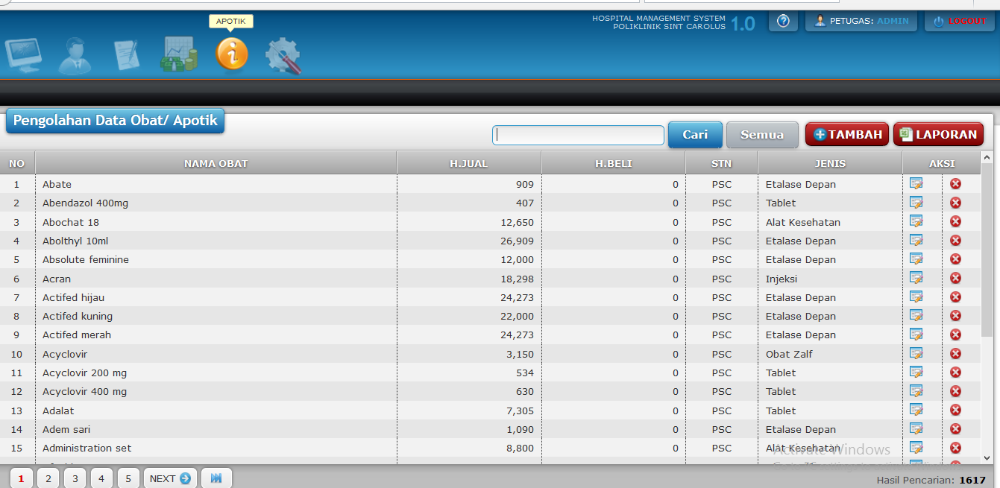 APOTIK
HOSPITAL MANAGEMENT SYSTEM
POLIKLINIK SINT CAROLUS
1.0
?
PETUGAS: ADMIN
LOGOUT
Pengolahan Data Obat/ Apotik
Cari
Semua
TAMBAH
LAPORAN
NO NAMA OBAT H.JUAL H.BELI STN JENIS AKSI
1 Abate 909 0 PSC Etalase Depan
2 Abendazol 400mg 407 0 PSC Tablet
3 Abochat 18 12,650 0 PSC Alat Kesehatan
4 Abolthyl 10ml 26,909 0 PSC Etalase Depan
5 Absolute feminine 12,000 0 PSC Etalase Depan
6 Acran 18,298 0 PSC Injeksi
7 Actifed hijau 24,273 0 PSC Etalase Depan
8 Actifed kuning 22,000 0 PSC Etalase Depan
9 Actifed merah 24,273 0 PSC Etalase Depan
10 Acyclovir 3,150 0 PSC Obat Zalf
11 Acyclovir 200 mg 534 0 PSC Tablet
12 Acyclovir 400 mg 630 0 PSC Tablet
13 Adalat 7,305 0 PSC Tablet
14 Adem sari 1,090 0 PSC Etalase Depan
15 Administration set 8,800 0 PSC Alat Kesehatan
Activate Windows
1 2 3 4 5 NEXT
Hasil Pencarian: 1617